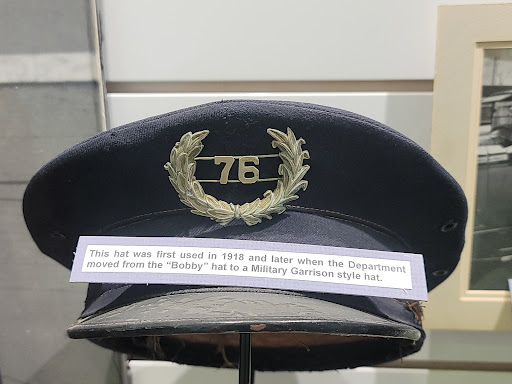 76
This hat was first used in 1918 and later when the Department
moved from the “Bobby” hat to a Military Garrison style hat.